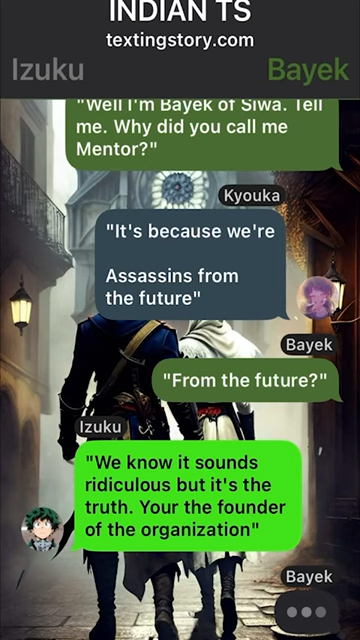 INDIAN TS
textingstory.com
Izuku
Bayek
"Well I'm Bayek of Siwa. Tell
me. Why did you call me
Mentor?"
Kyouka
"It's because we're
Assassins from
the future"
Bayek
"From the future?"
Izuku
"We know it sounds
ridiculous but it's the
truth. Your the founder
of the organization"
Bayek